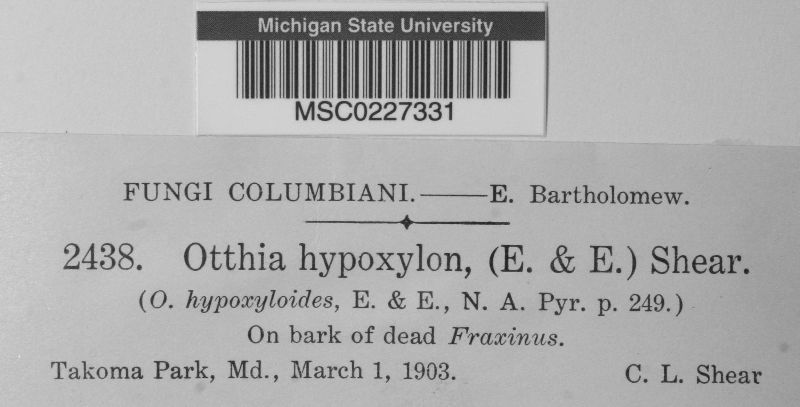 Michigan State University
MSC0227331
FUNGI COLUMBIANI.——E. Bartholomew.
2438. Otthia hypoxylon, (E. & E.) Shear.
(O. hypoxyloides, E. & E., N. A. Pyr. p. 249.)
On bark of dead Fraxinus.
Takoma Park, Md., March 1, 1903. C. L. Shear